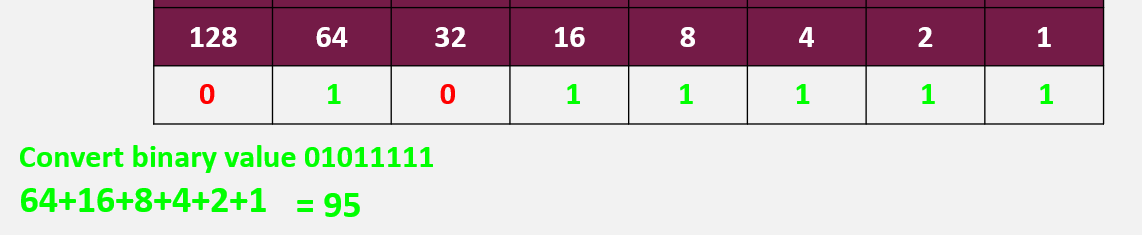 128 64 32 16 8 4 2 1
0 1 0 1 1 1 1 1
Convert binary value 01011111
64+16+8+4+2+1 = 95